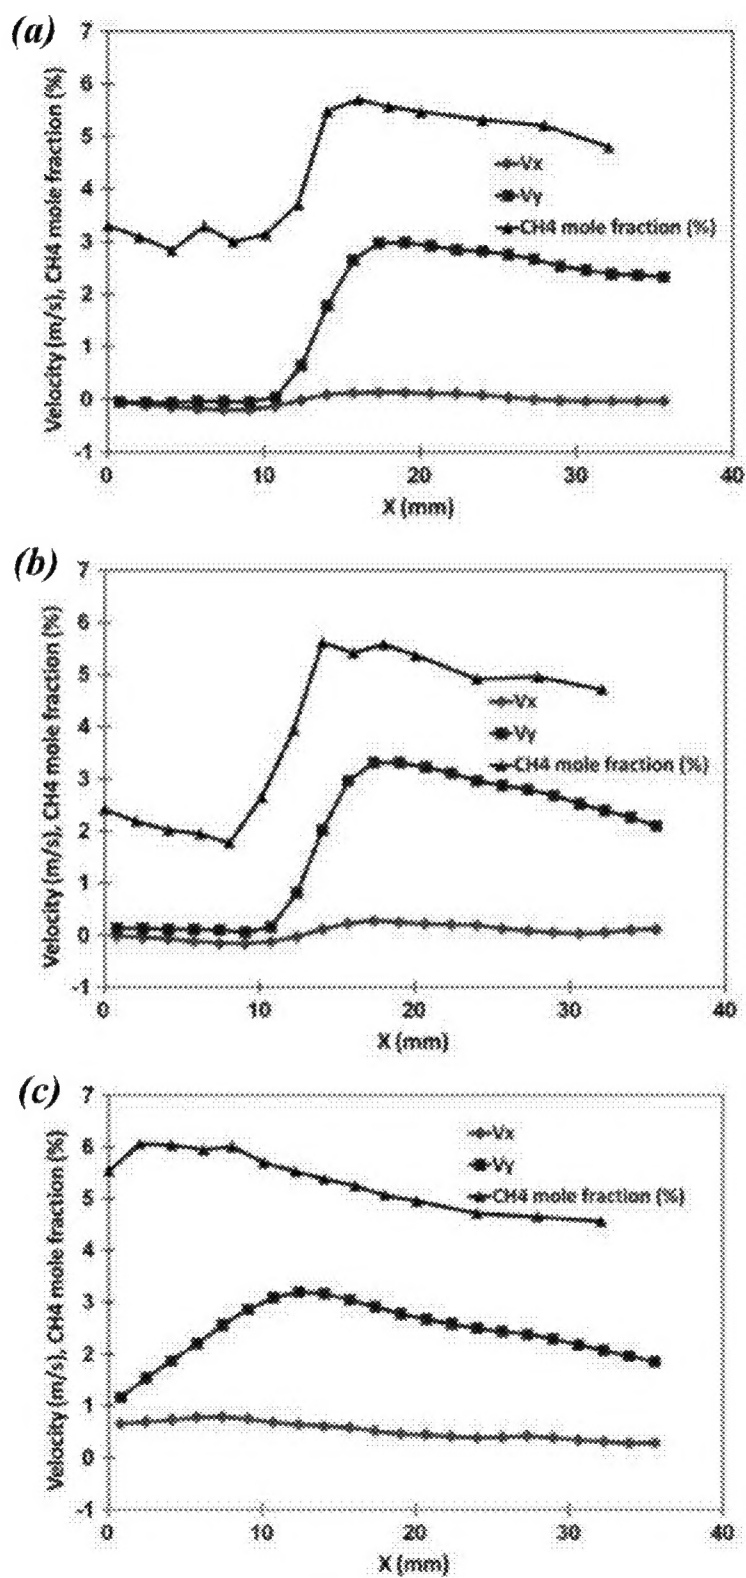 (a)
7
6
5
4
3
2
1
0
-1
Velocity (m/s), CH4 mole fraction (%)
Vx
Vy
CH4 mole fraction (%)
0 10 20 30 40
X (mm)
(b)
7
6
5
4
3
2
1
0
-1
Velocity (m/s), CH4 mole fraction (%)
Vx
Vy
CH4 mole fraction (%)
0 10 20 30 40
X (mm)
(c)
7
6
5
4
3
2
1
0
-1
Velocity (m/s), CH4 mole fraction (%)
Vx
Vy
CH4 mole fraction (%)
0 10 20 30 40
X (mm)